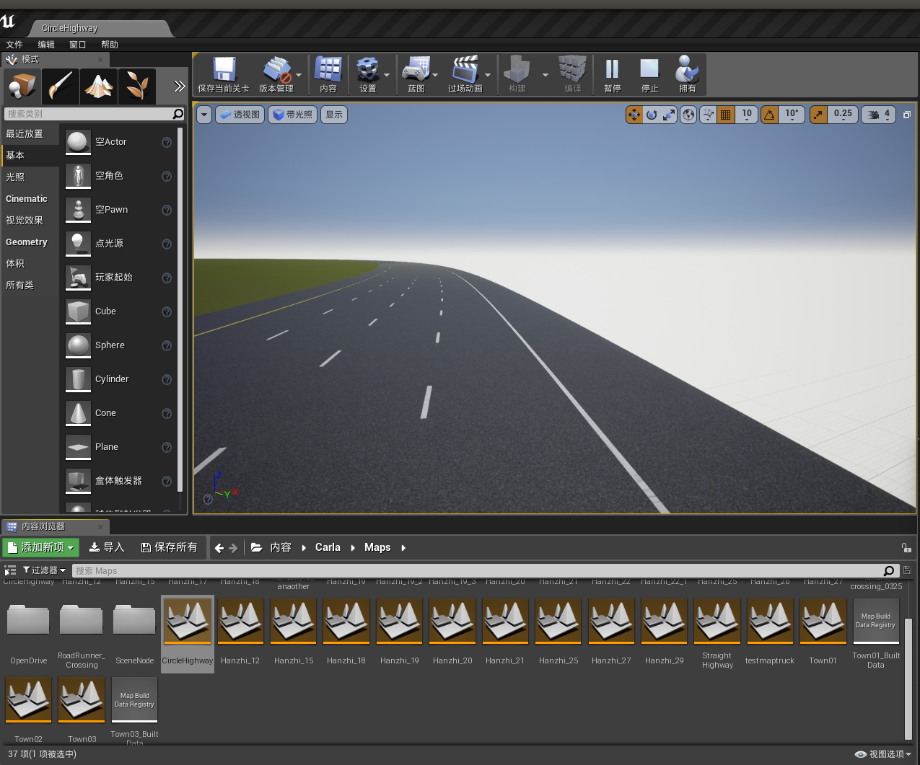 CircleHighway
文件 编辑 窗口 帮助
模式
保存当前关卡 版本管理 内容 设置 蓝图 过场动画 构建 编译 暂停 停止 拥有
搜索类别
透视图 带光照 显示 10 10° 0.25 4
最近放置
基本
光照
Cinematic
视觉效果
Geometry
体积
所有类
空Actor
空角色
空Pawn
点光源
玩家起始
Cube
Sphere
Cylinder
Cone
Plane
盒体触发器
Z
Y
X
内容浏览器
添加新项 导入 保存所有 内容 Carla Maps
过滤器 搜索 Maps
CircleHighway Hanzhi_12 Hanzhi_15 Hanzhi_17 Hanzhi_18 Hanzhi_19 Hanzhi_19_2 Hanzhi_19_3 Hanzhi_20 Hanzhi_21 Hanzhi_22 Hanzhi_22_1 Hanzhi_25 Hanzhi_26 Hanzhi_27
anaother crossing_0325
Map Build
Data Registry
OpenDrive RoadRunner_
Crossing SceneNode CircleHighway Hanzhi_12 Hanzhi_15 Hanzhi_18 Hanzhi_19 Hanzhi_20 Hanzhi_21 Hanzhi_25 Hanzhi_27 Hanzhi_29 Straight
Highway testmaptruck Town01 Town01_Built
Data
Map Build
Data Registry
Town02 Town03 Town03_Built
Data
37 项(1 项被选中) 视图选项